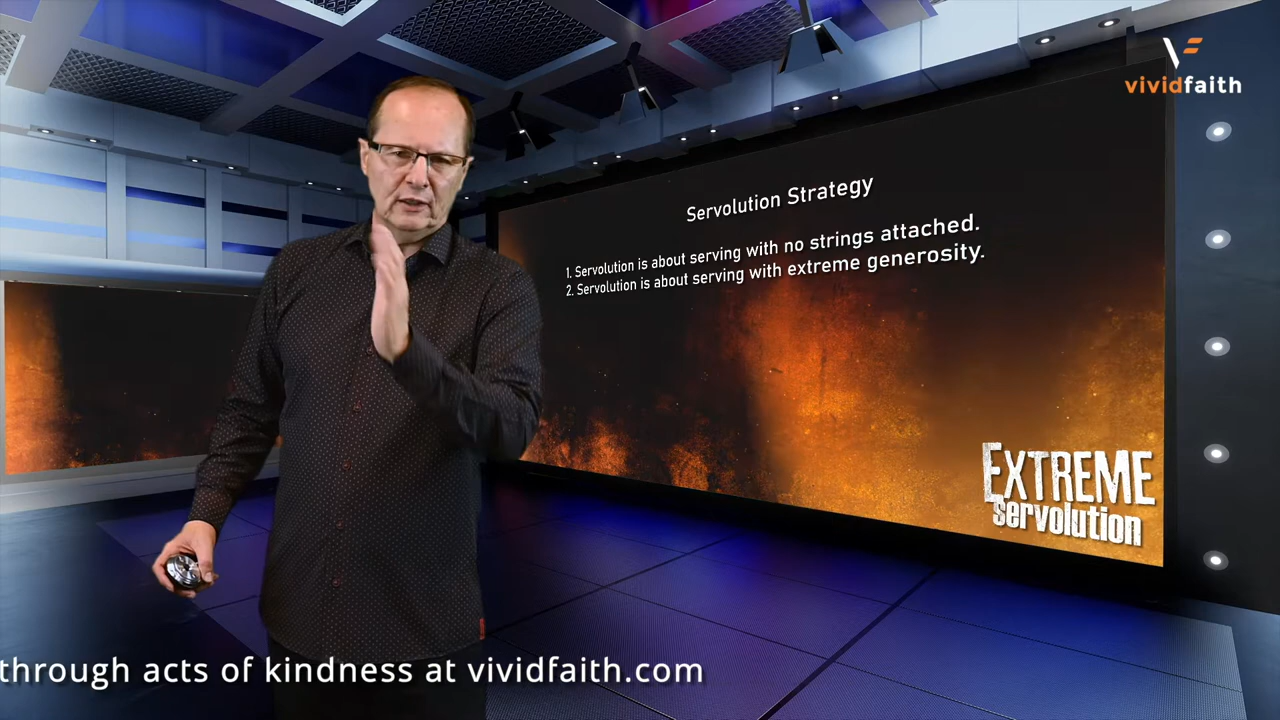 VF
vividfaith
Servolution Strategy
1. Servolution is about serving with no strings attached.
2. Servolution is about serving with extreme generosity.
EXTREME
servolution
through acts of kindness at vividfaith.com